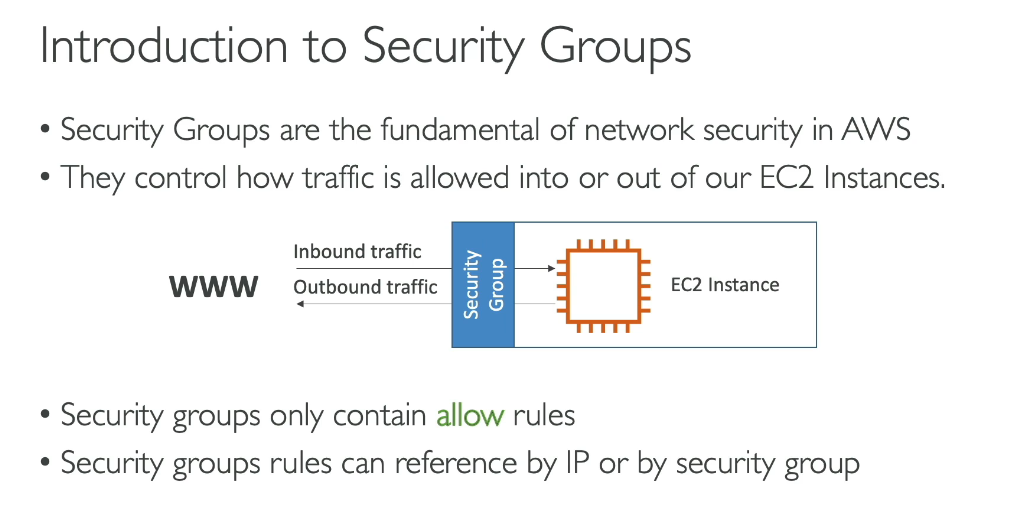 Introduction to Security Groups
• Security Groups are the fundamental of network security in AWS
• They control how traffic is allowed into or out of our EC2 Instances.
WWW
Inbound traffic
Outbound traffic
Security
Group
EC2 Instance
• Security groups only contain allow rules
• Security groups rules can reference by IP or by security group